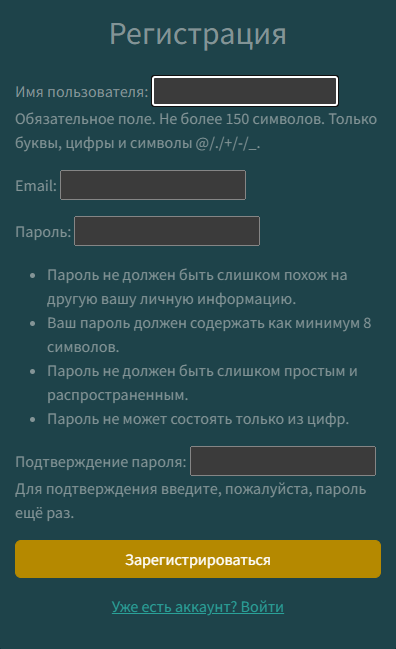 Регистрация
Имя пользователя:
Обязательное поле. Не более 150 символов. Только
буквы, цифры и символы @/./+/-/_.
Email:
Пароль:
• Пароль не должен быть слишком похож на
другую вашу личную информацию.
• Ваш пароль должен содержать как минимум 8
символов.
• Пароль не должен быть слишком простым и
распространенным.
• Пароль не может состоять только из цифр.
Подтверждение пароля:
Для подтверждения введите, пожалуйста, пароль
ещё раз.
Зарегистрироваться
Уже есть аккаунт? Войти